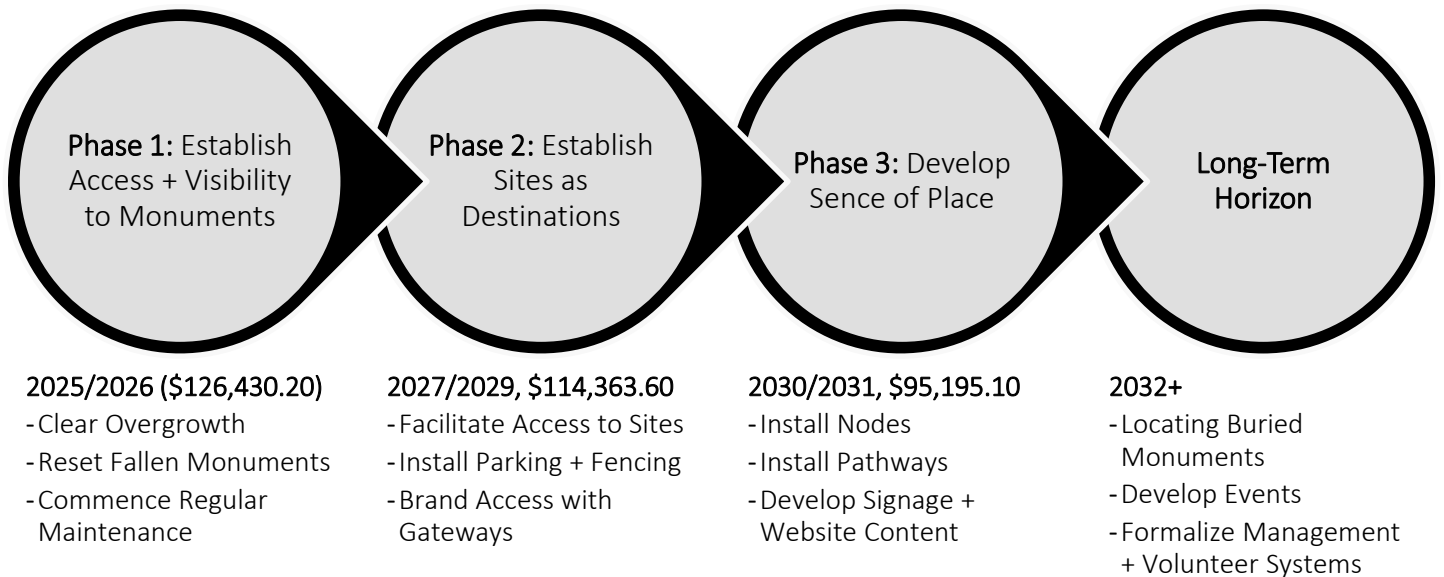 Phase 1: Establish
Access + Visibility
to Monuments
Phase 2: Establish
Sites as
Destinations
Phase 3: Develop
Sence of Place
Long-Term
Horizon
2025/2026 ($126,430.20)
-Clear Overgrowth
-Reset Fallen Monuments
-Commence Regular
Maintenance
2027/2029, $114,363.60
-Facilitate Access to Sites
-Install Parking + Fencing
-Brand Access with
Gateways
2030/2031, $95,195.10
-Install Nodes
-Install Pathways
-Develop Signage +
Website Content
2032+
-Locating Buried
Monuments
-Develop Events
-Formalize Management
+ Volunteer Systems